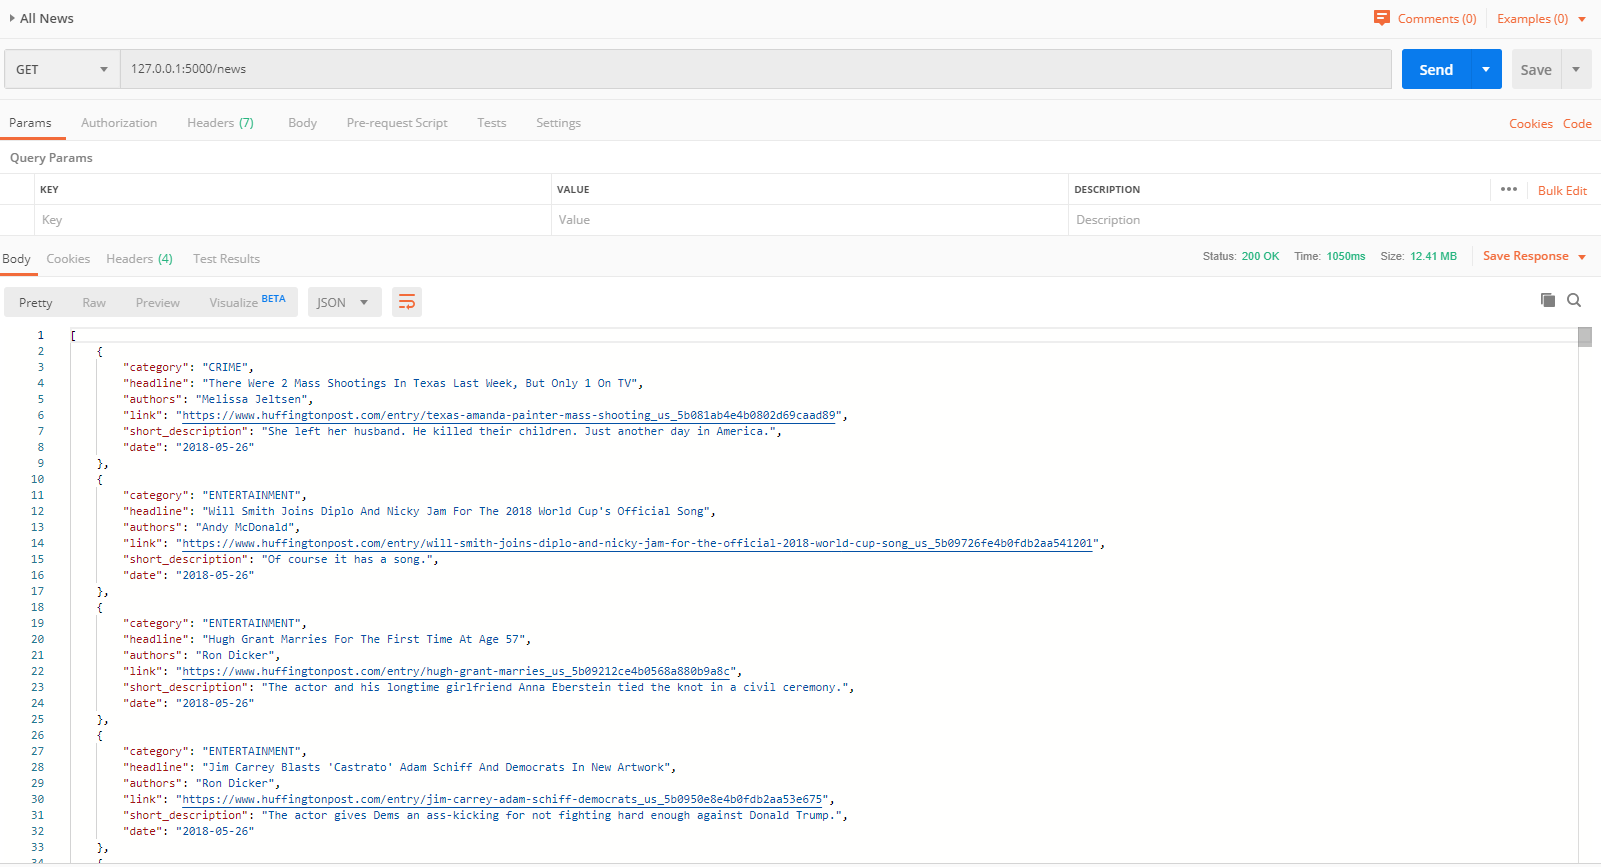 All News
Comments (0) Examples (0)
GET 127.0.0.1:5000/news Send Save
Params Authorization Headers (7) Body Pre-request Script Tests Settings Cookies Code
Query Params
KEY VALUE DESCRIPTION ••• Bulk Edit
Key Value Description
Body Cookies Headers (4) Test Results Status: 200 OK Time: 1050ms Size: 12.41 MB Save Response
Pretty Raw Preview Visualize BETA JSON
1 [
2 {
3 "category": "CRIME",
4 "headline": "There Were 2 Mass Shootings In Texas Last Week, But Only 1 On TV",
5 "authors": "Melissa Jeltsen",
6 "link": "https://www.huffingtonpost.com/entry/texas-amanda-painter-mass-shooting_us_5b081ab4e4b0802d69caad89",
7 "short_description": "She left her husband. He killed their children. Just another day in America.",
8 "date": "2018-05-26"
9 },
10 {
11 "category": "ENTERTAINMENT",
12 "headline": "Will Smith Joins Diplo And Nicky Jam For The 2018 World Cup's Official Song",
13 "authors": "Andy McDonald",
14 "link": "https://www.huffingtonpost.com/entry/will-smith-joins-diplo-and-nicky-jam-for-the-official-2018-world-cup-song_us_5b09726fe4b0fdb2aa541201",
15 "short_description": "Of course it has a song.",
16 "date": "2018-05-26"
17 },
18 {
19 "category": "ENTERTAINMENT",
20 "headline": "Hugh Grant Marries For The First Time At Age 57",
21 "authors": "Ron Dicker",
22 "link": "https://www.huffingtonpost.com/entry/hugh-grant-marries_us_5b09212ce4b0568a880b9a8c",
23 "short_description": "The actor and his longtime girlfriend Anna Eberstein tied the knot in a civil ceremony.",
24 "date": "2018-05-26"
25 },
26 {
27 "category": "ENTERTAINMENT",
28 "headline": "Jim Carrey Blasts 'Castrato' Adam Schiff And Democrats In New Artwork",
29 "authors": "Ron Dicker",
30 "link": "https://www.huffingtonpost.com/entry/jim-carrey-adam-schiff-democrats_us_5b0950e8e4b0fdb2aa53e675",
31 "short_description": "The actor gives Dems an ass-kicking for not fighting hard enough against Donald Trump.",
32 "date": "2018-05-26"
33 },
34 {